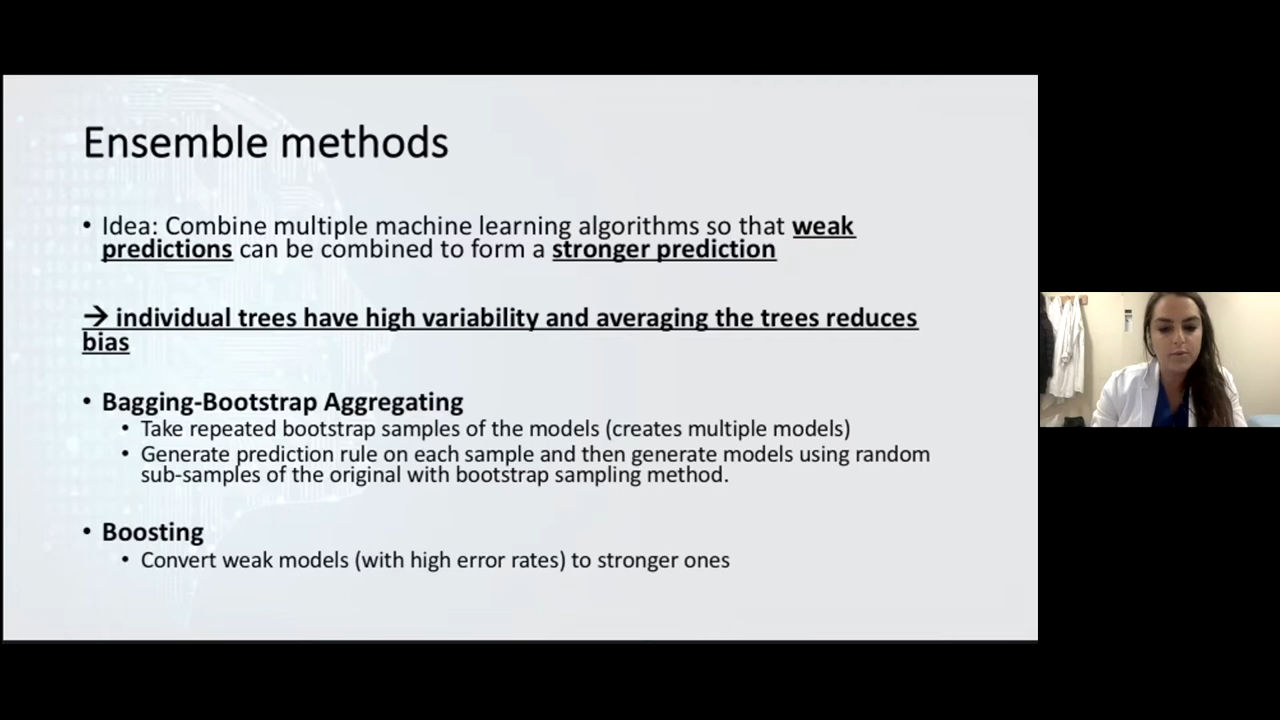 Ensemble methods
• Idea: Combine multiple machine learning algorithms so that weak
predictions can be combined to form a stronger prediction
→ individual trees have high variability and averaging the trees reduces
bias
• Bagging-Bootstrap Aggregating
• Take repeated bootstrap samples of the models (creates multiple models)
• Generate prediction rule on each sample and then generate models using random
sub-samples of the original with bootstrap sampling method.
• Boosting
• Convert weak models (with high error rates) to stronger ones